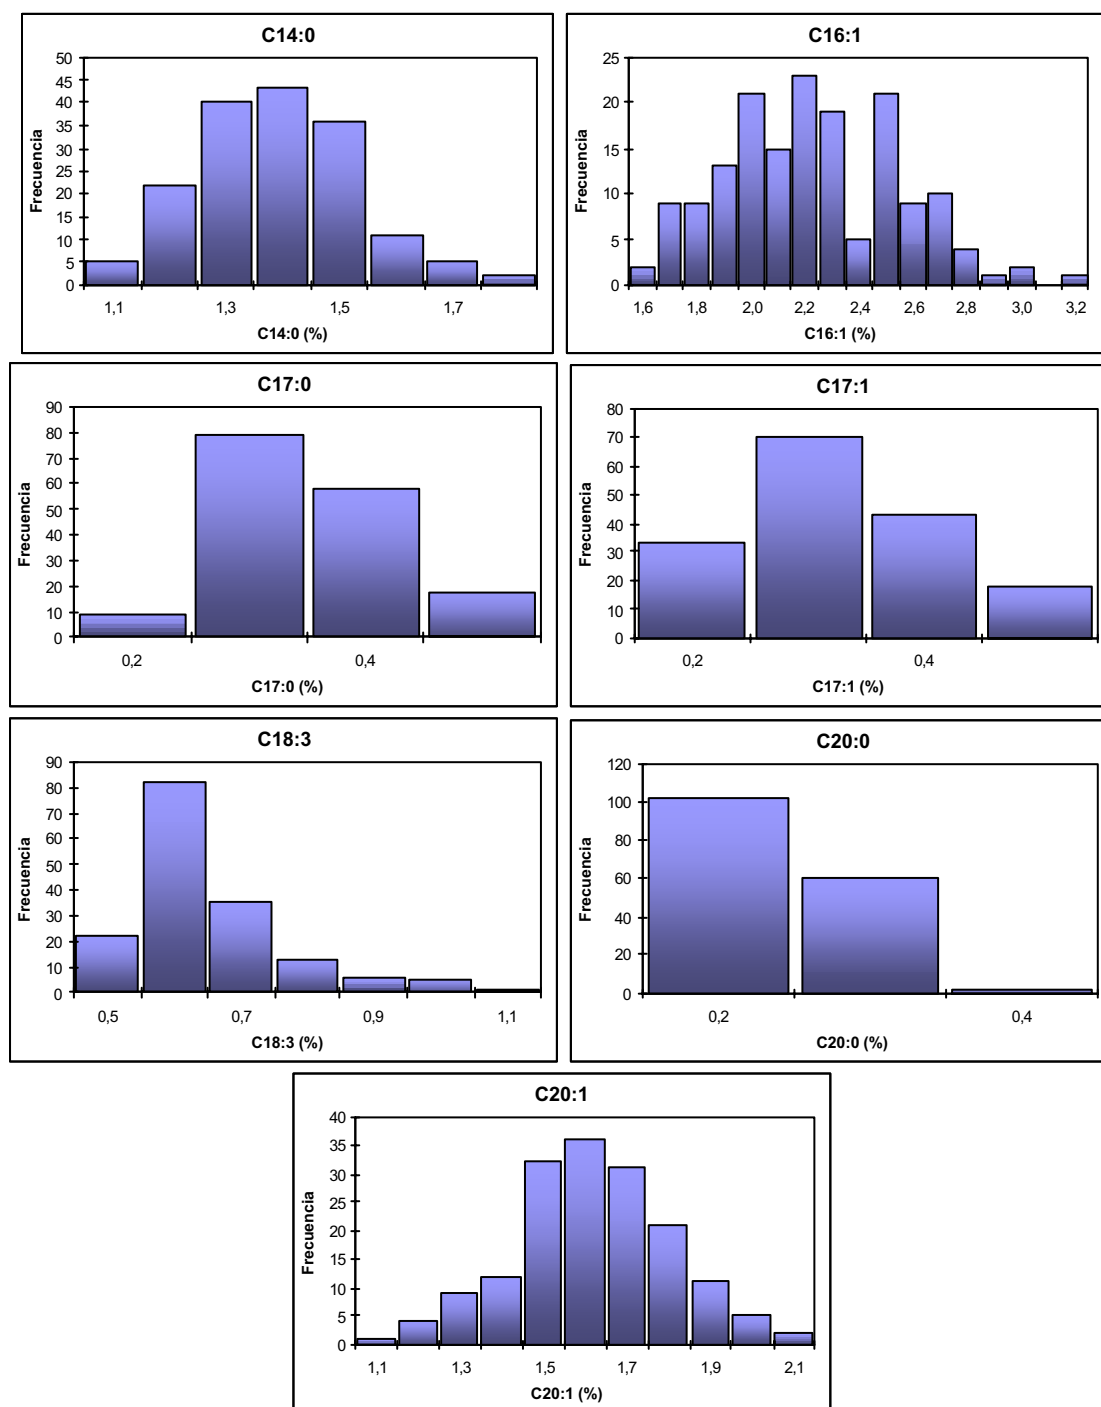 C14:0
Frecuencia
50
45
40
35
30
25
20
15
10
5
0
1,1 1,3 1,5 1,7
C14:0 (%)
C16:1
Frecuencia
25
20
15
10
5
0
1,6 1,8 2,0 2,2 2,4 2,6 2,8 3,0 3,2
C16:1 (%)
C17:0
Frecuencia
90
80
70
60
50
40
30
20
10
0
0,2 0,4
C17:0 (%)
C17:1
Frecuencia
80
70
60
50
40
30
20
10
0
0,2 0,4
C17:1 (%)
C18:3
Frecuencia
90
80
70
60
50
40
30
20
10
0
0,5 0,7 0,9 1,1
C18:3 (%)
C20:0
Frecuencia
120
100
80
60
40
20
0
0,2 0,4
C20:0 (%)
C20:1
Frecuencia
40
35
30
25
20
15
10
5
0
1,1 1,3 1,5 1,7 1,9 2,1
C20:1 (%)